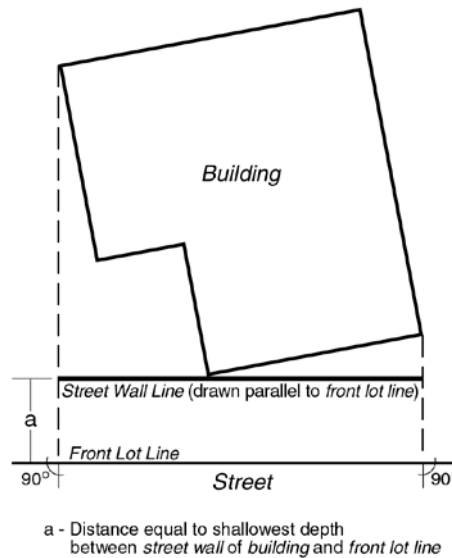 Building
Street Wall Line (drawn parallel to front lot line)
a
Front Lot Line
90° 90°
Street
a - Distance equal to shallowest depth
between street wall of building and front lot line